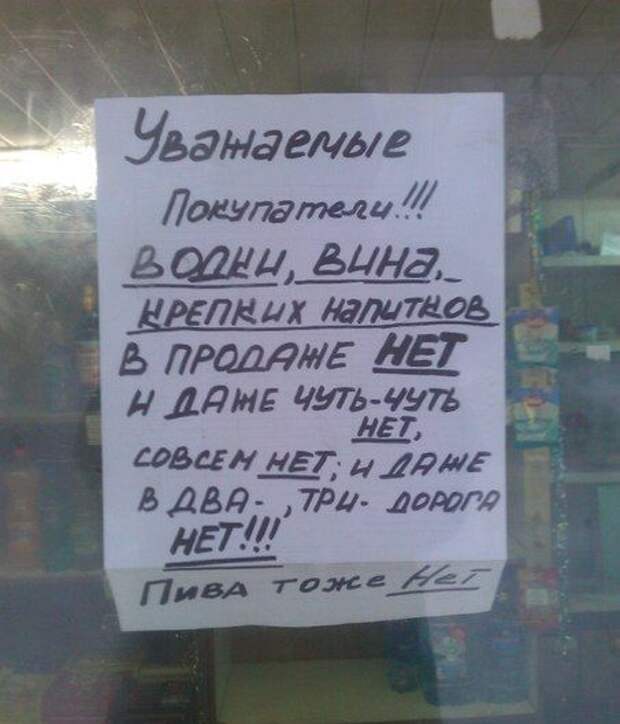 Уважаемые
Покупатели!!!
ВОДКИ, ВИНА,
КРЕПКИХ НАПИТКОВ
В ПРОДАЖЕ НЕТ
И ДАЖЕ ЧУТЬ-ЧУТЬ
НЕТ,
СОВСЕМ НЕТ; И ДАЖЕ
В ДВА-, ТРИ- ДОРОГА
НЕТ!!!
Пива тоже Нет